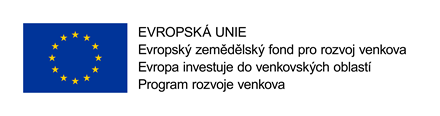 EVROPSKÁ UNIE
Evropský zemědělský fond pro rozvoj venkova
Evropa investuje do venkovských oblastí
Program rozvoje venkova